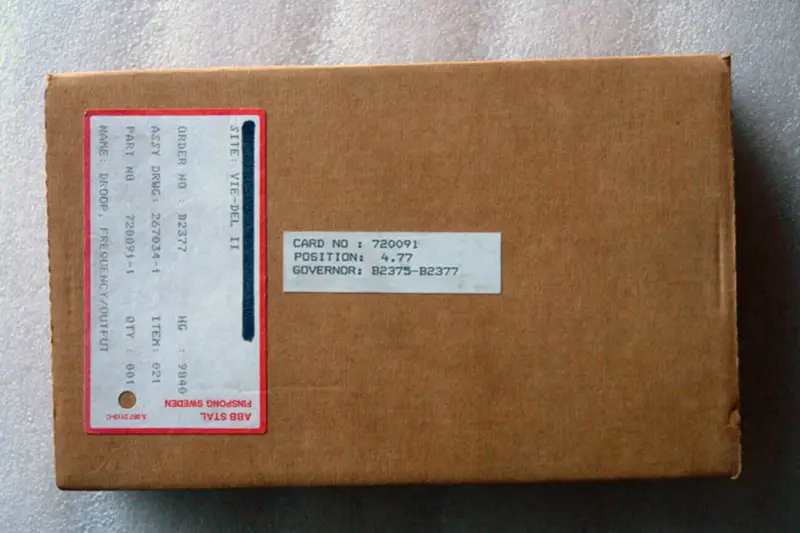 SITE: VIE-DEL II
ORDER NO : B2377 HG : 9840
ASSY DRWG: 267034-1 ITEM: 021
PART NO : 720091-1 QTY : 001
NAME: DROOP, FREQUENCY/OUTPUT
ABB STAL
FINSPONG SWEDEN
CARD NO : 720091
POSITION: 4.77
GOVERNOR: B2375-B2377